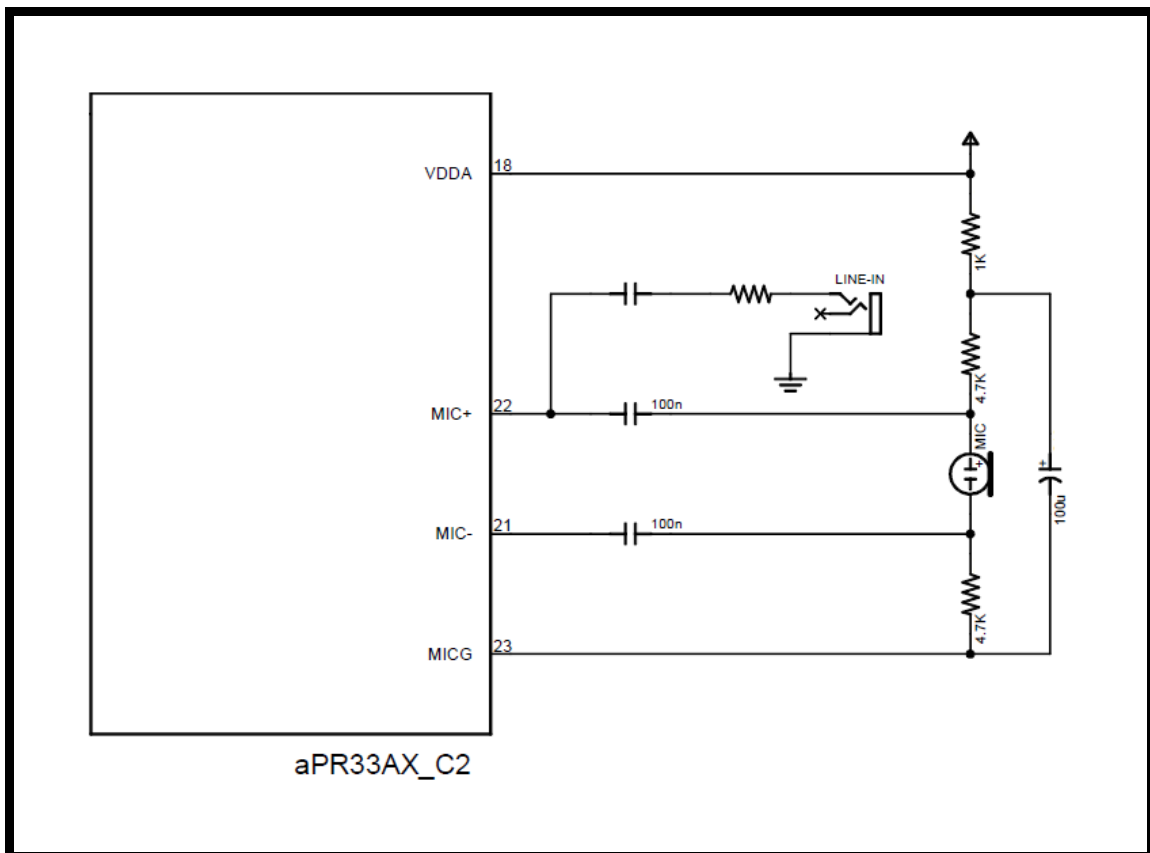 VDDA
18
1K
LINE-IN
4.7K
MIC+
22
100n
MIC
+
+
100u
MIC-
21
100n
4.7K
MICG
23
aPR33AX_C2